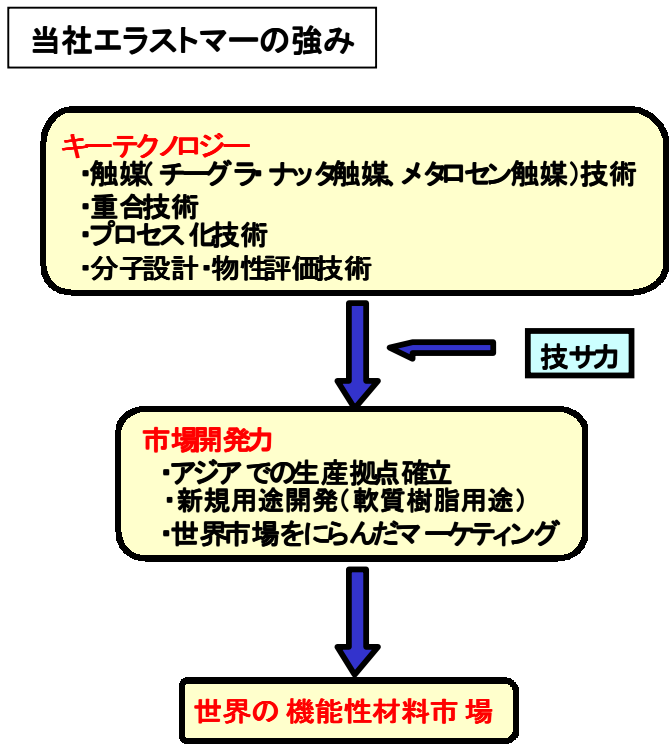 当社エラストマーの強み
キーテクノロジー
・触媒（チーグラ・ナッタ触媒、メタロセン触媒）技術
・重合技術
・プロセス化技術
・分子設計・物性評価技術
技サ力
市場開発力
・アジアでの生産拠点確立
・新規用途開発（軟質樹脂用途）
・世界市場をにらんだマーケティング
世界の機能性材料市場